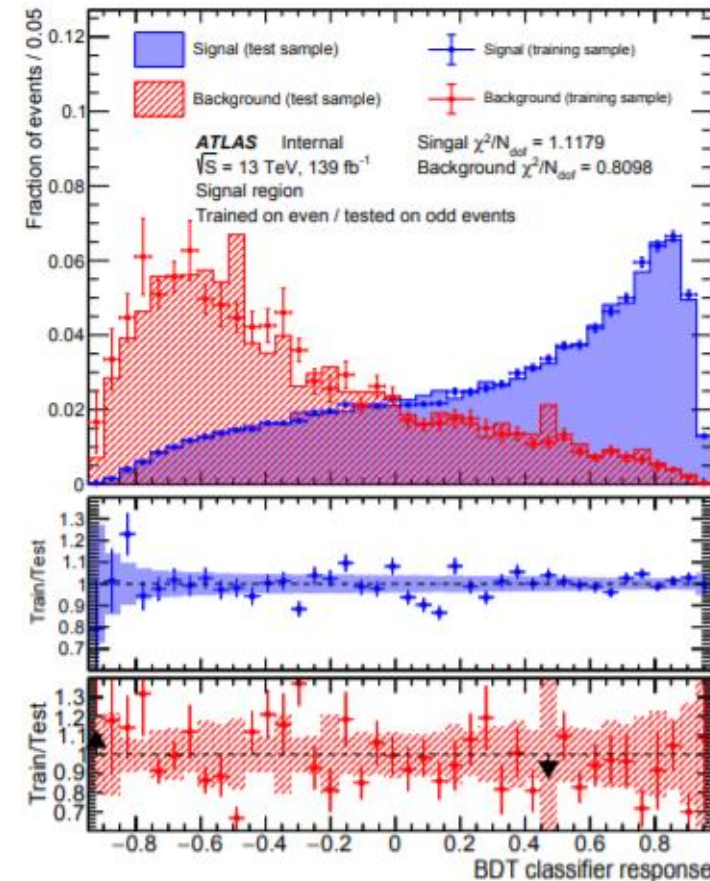 Fraction of events / 0.05
0.12
0.1
0.08
0.06
0.04
0.02
0
Signal (test sample)
Signal (training sample)
Background (test sample)
Background (training sample)
ATLAS Internal
√S = 13 TeV, 139 fb⁻¹
Signal region
Trained on even / tested on odd events
Singal χ²/N_dof = 1.1179
Background χ²/N_dof = 0.8098
Train/Test
1.3
1.2
1.1
1
0.9
0.8
0.7
Train/Test
1.3
1.2
1.1
1
0.9
0.8
0.7
−0.8 −0.6 −0.4 −0.2 0 0.2 0.4 0.6 0.8
BDT classifier response